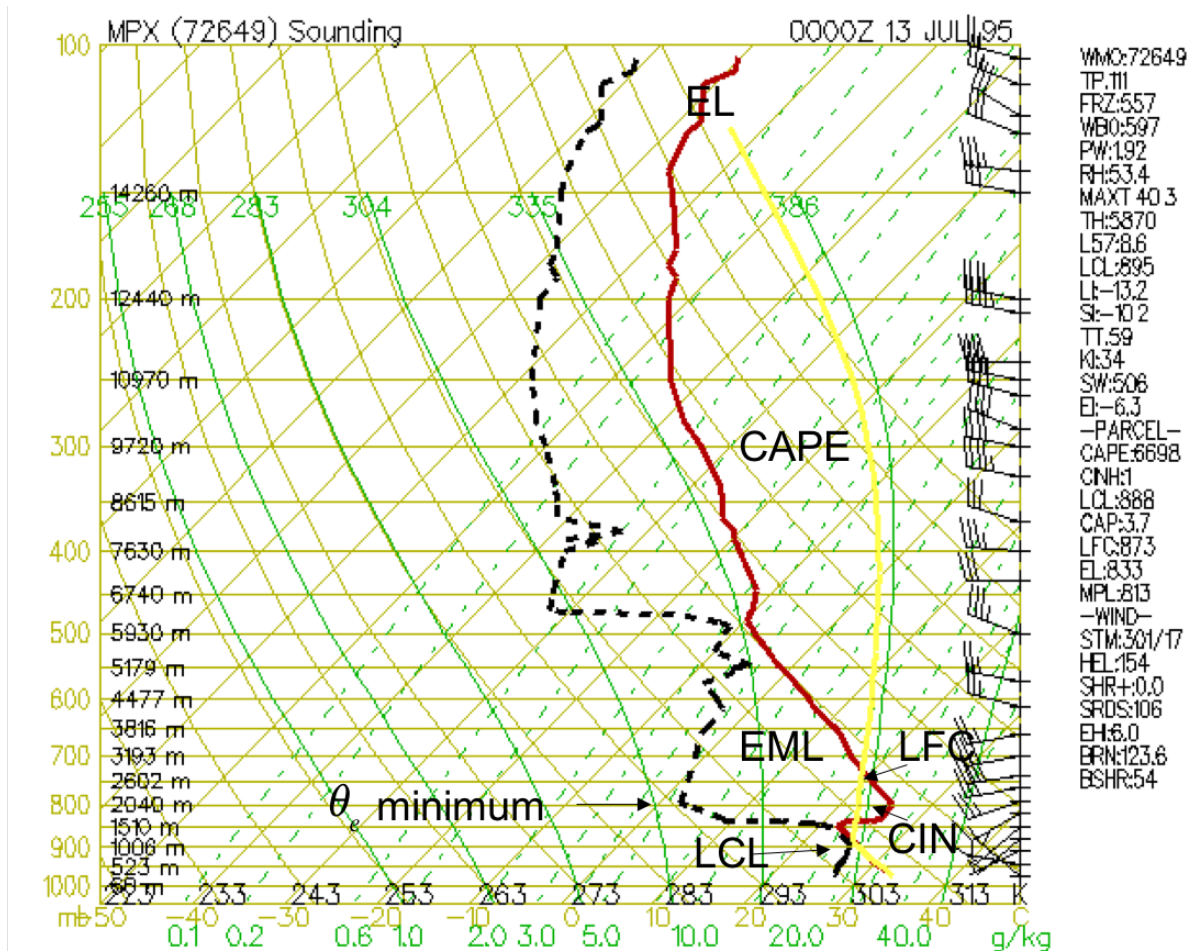 MPX (72649) Sounding
0000Z 13 JUL 95
100
14260 m
255 268 283 304 335 386
200
12440 m
10970 m
300
9720 m
8615 m
400
7630 m
6740 m
500
5930 m
5179 m
600
4477 m
3816 m
700
3193 m
2602 m
800
2040 m
1510 m
900
1006 m
523 m
1000
EL
CAPE
EML
LFC
θe minimum
CIN
LCL
223 233 243 253 263 273 283 293 303 313 K
mb -50 -40 -30 -20 -10 0 10 20 30 40 C
0.1 0.2 0.6 1.0 2.0 3.0 5.0 10.0 20.0 40.0 g/kg
WMO:72649
TP:111
FRZ:557
WB0:597
PW:1.92
RH:53.4
MAXT 40.3
TH:5870
L57:8.6
LCL:895
LI:-13.2
SI:-10.2
TT:59
KI:34
SW:506
EI:-6.3
-PARCEL-
CAPE:6698
CINH:1
LCL:888
CAP:3.7
LFC:873
EL:833
MPL:813
-WIND-
STM:301/17
HEL:154
SHR+:0.0
SRDS:106
EH:6.0
BRN:123.6
BSHR:54